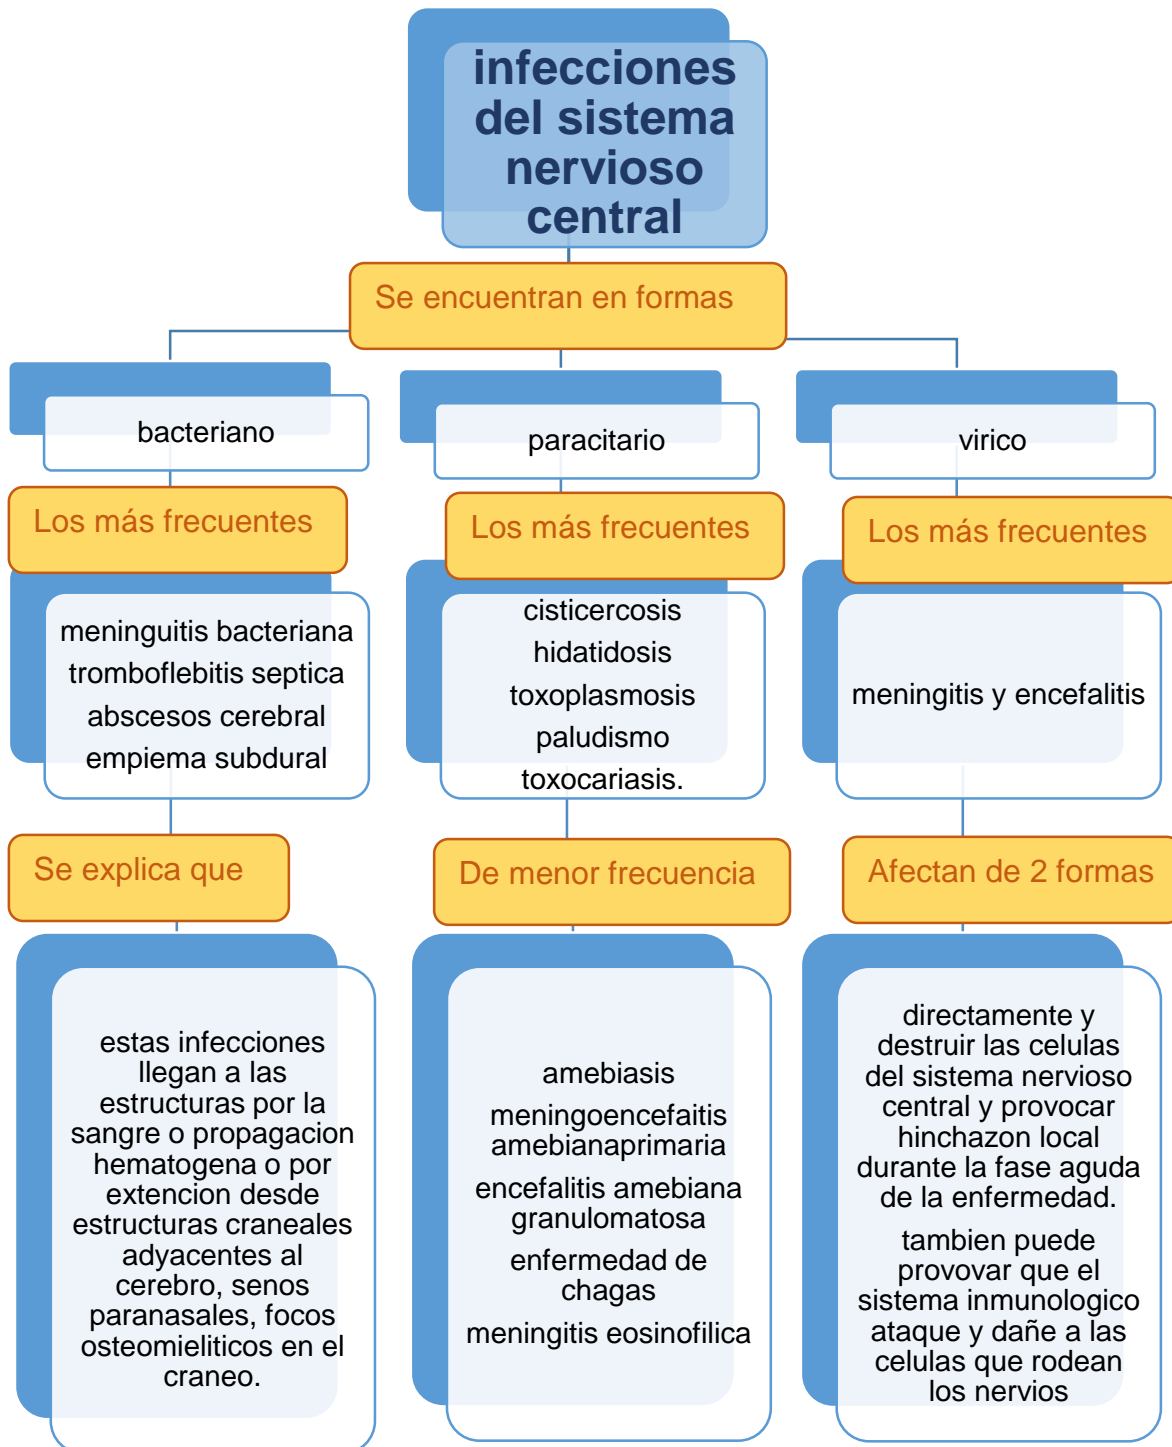 infecciones
del sistema
nervioso
central
Se encuentran en formas
bacteriano
paracitario
virico
Los más frecuentes
Los más frecuentes
Los más frecuentes
meninguitis bacteriana
tromboflebitis septica
abscesos cerebral
empiema subdural
cisticercosis
hidatidosis
toxoplasmosis
paludismo
toxocariasis.
meningitis y encefalitis
Se explica que
De menor frecuencia
Afectan de 2 formas
estas infecciones
llegan a las
estructuras por la
sangre o propagacion
hematogena o por
extencion desde
estructuras craneales
adyacentes al
cerebro, senos
paranasales, focos
osteomieliticos en el
craneo.
amebiasis
meningoencefaitis
amebianaprimaria
encefalitis amebiana
granulomatosa
enfermedad de
chagas
meningitis eosinofilica
directamente y
destruir las celulas
del sistema nervioso
central y provocar
hinchazon local
durante la fase aguda
de la enfermedad.
tambien puede
provovar que el
sistema inmunologico
ataque y dañe a las
celulas que rodean
los nervios